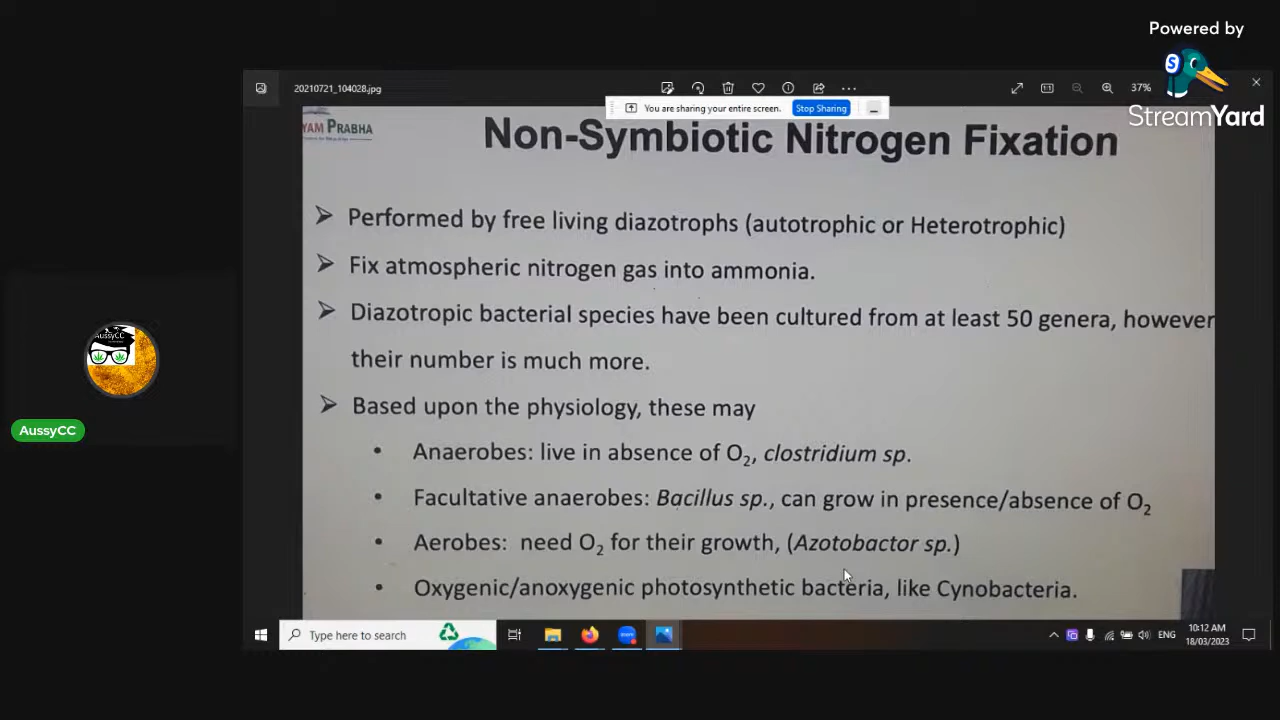 Powered by
StreamYard
20210721_104028.jpg
37%
You are sharing your entire screen.
Stop Sharing
YAM PRABHA
Non-Symbiotic Nitrogen Fixation
Performed by free living diazotrophs (autotrophic or Heterotrophic)
Fix atmospheric nitrogen gas into ammonia.
Diazotropic bacterial species have been cultured from at least 50 genera, however
their number is much more.
Based upon the physiology, these may
Anaerobes: live in absence of O₂, clostridium sp.
Facultative anaerobes: Bacillus sp., can grow in presence/absence of O₂
Aerobes: need O₂ for their growth, (Azotobactor sp.)
Oxygenic/anoxygenic photosynthetic bacteria, like Cynobacteria.
AussyCC
AussyCC
Type here to search
ENG
10:12 AM
18/03/2023